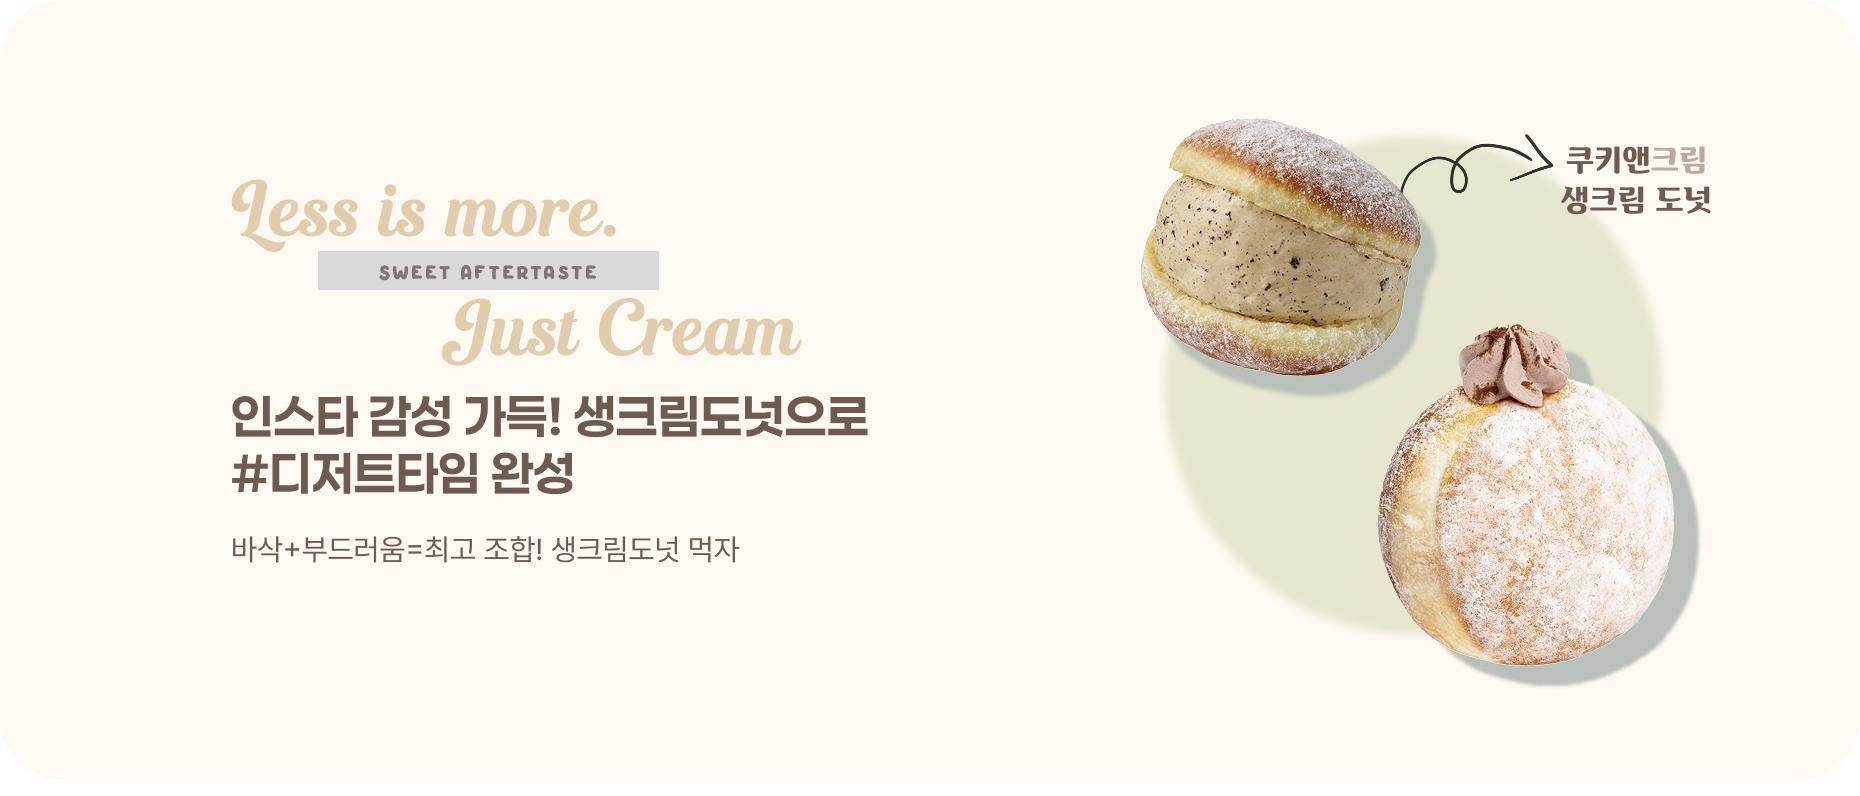 Less is more.
SWEET AFTERTASTE
Just Cream
인스타 감성 가득! 생크림도넛으로
#디저트타임 완성
바삭+부드러움=최고 조합! 생크림도넛 먹자
쿠키앤크림
생크림 도넛